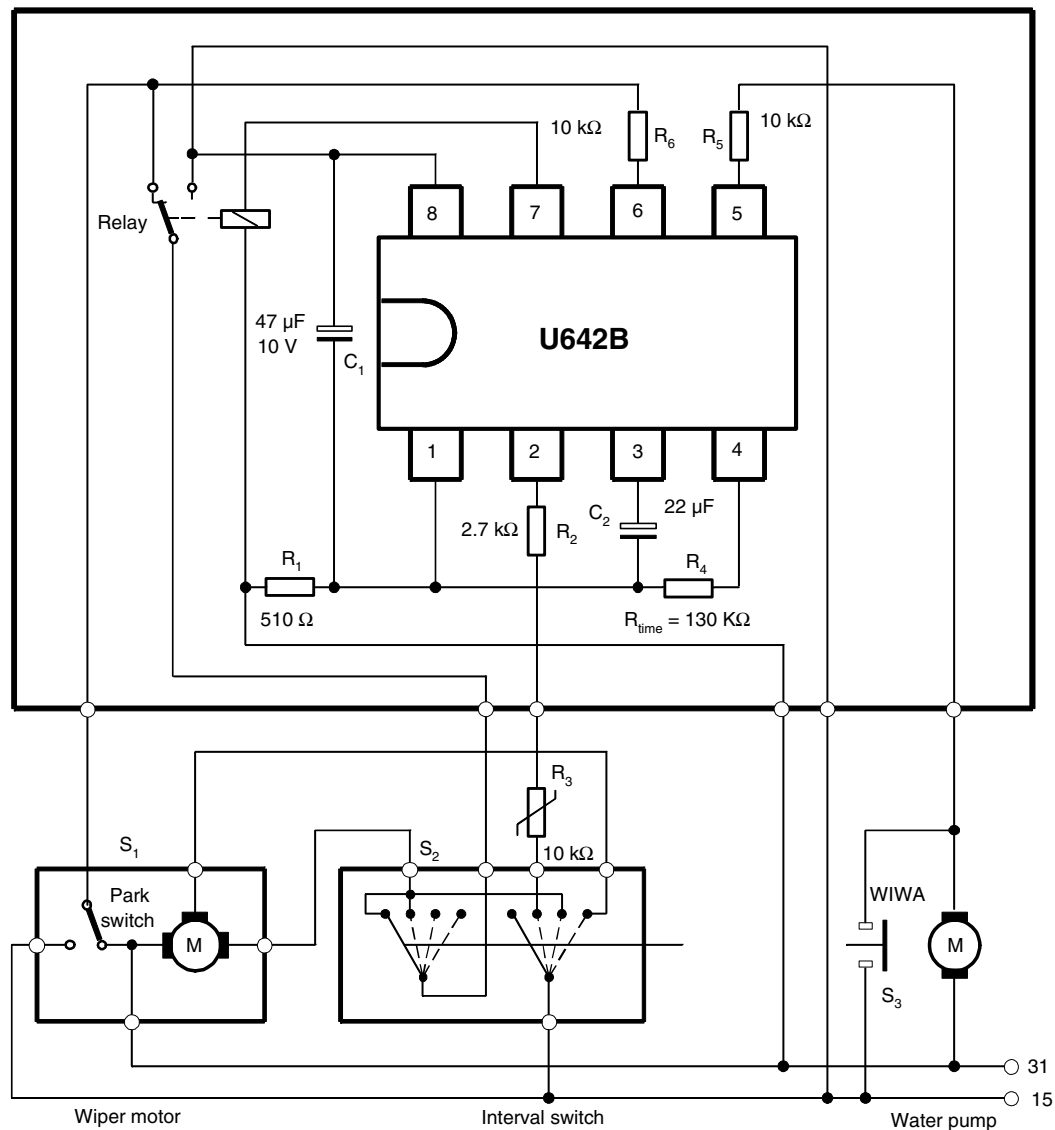 10 kΩ
R6
R5
10 kΩ
8
7
6
5
Relay
47 µF
10 V
C1
U642B
1
2
3
4
2.7 kΩ
R2
C2
22 µF
R1
R4
510 Ω
Rtime = 130 KΩ
R3
10 kΩ
S1
S2
Park
switch
M
WIWA
M
S3
31
15
Wiper motor
Interval switch
Water pump